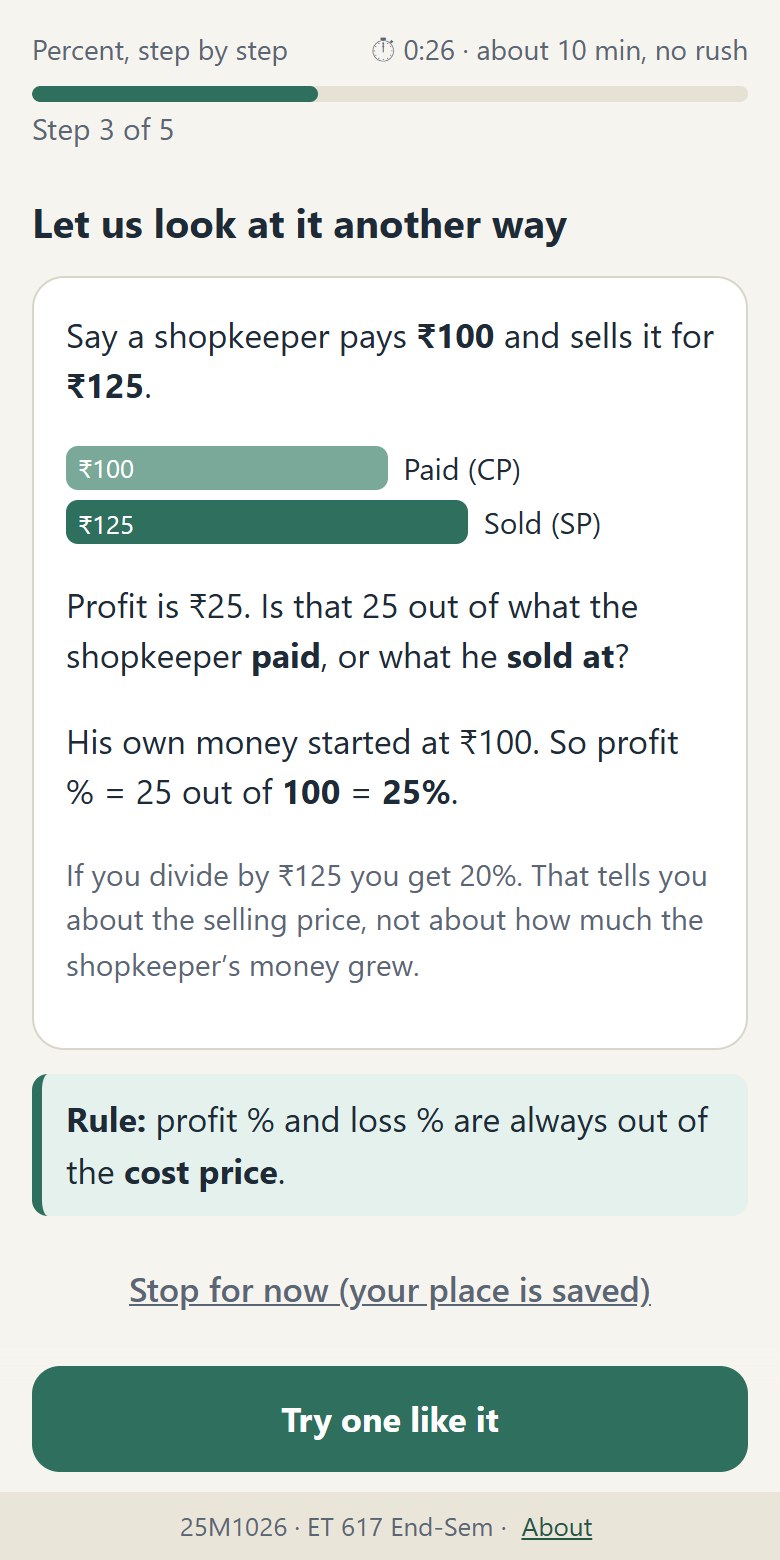 Percent, step by step
⏱ 0:26 · about 10 min, no rush
Step 3 of 5
Let us look at it another way
Say a shopkeeper pays ₹100 and sells it for
₹125.
₹100 Paid (CP)
₹125 Sold (SP)
Profit is ₹25. Is that 25 out of what the
shopkeeper paid, or what he sold at?
His own money started at ₹100. So profit
% = 25 out of 100 = 25%.
If you divide by ₹125 you get 20%. That tells you
about the selling price, not about how much the
shopkeeper's money grew.
Rule: profit % and loss % are always out of
the cost price.
Stop for now (your place is saved)
Try one like it
25M1026 · ET 617 End-Sem · About